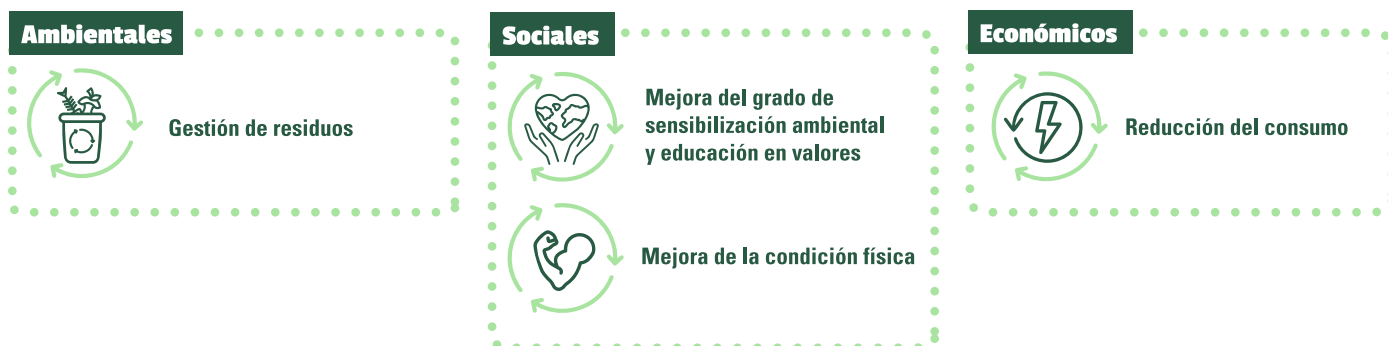 Ambientales
Gestión de residuos
Sociales
Mejora del grado de
sensibilización ambiental
y educación en valores
Mejora de la condición física
Económicos
Reducción del consumo